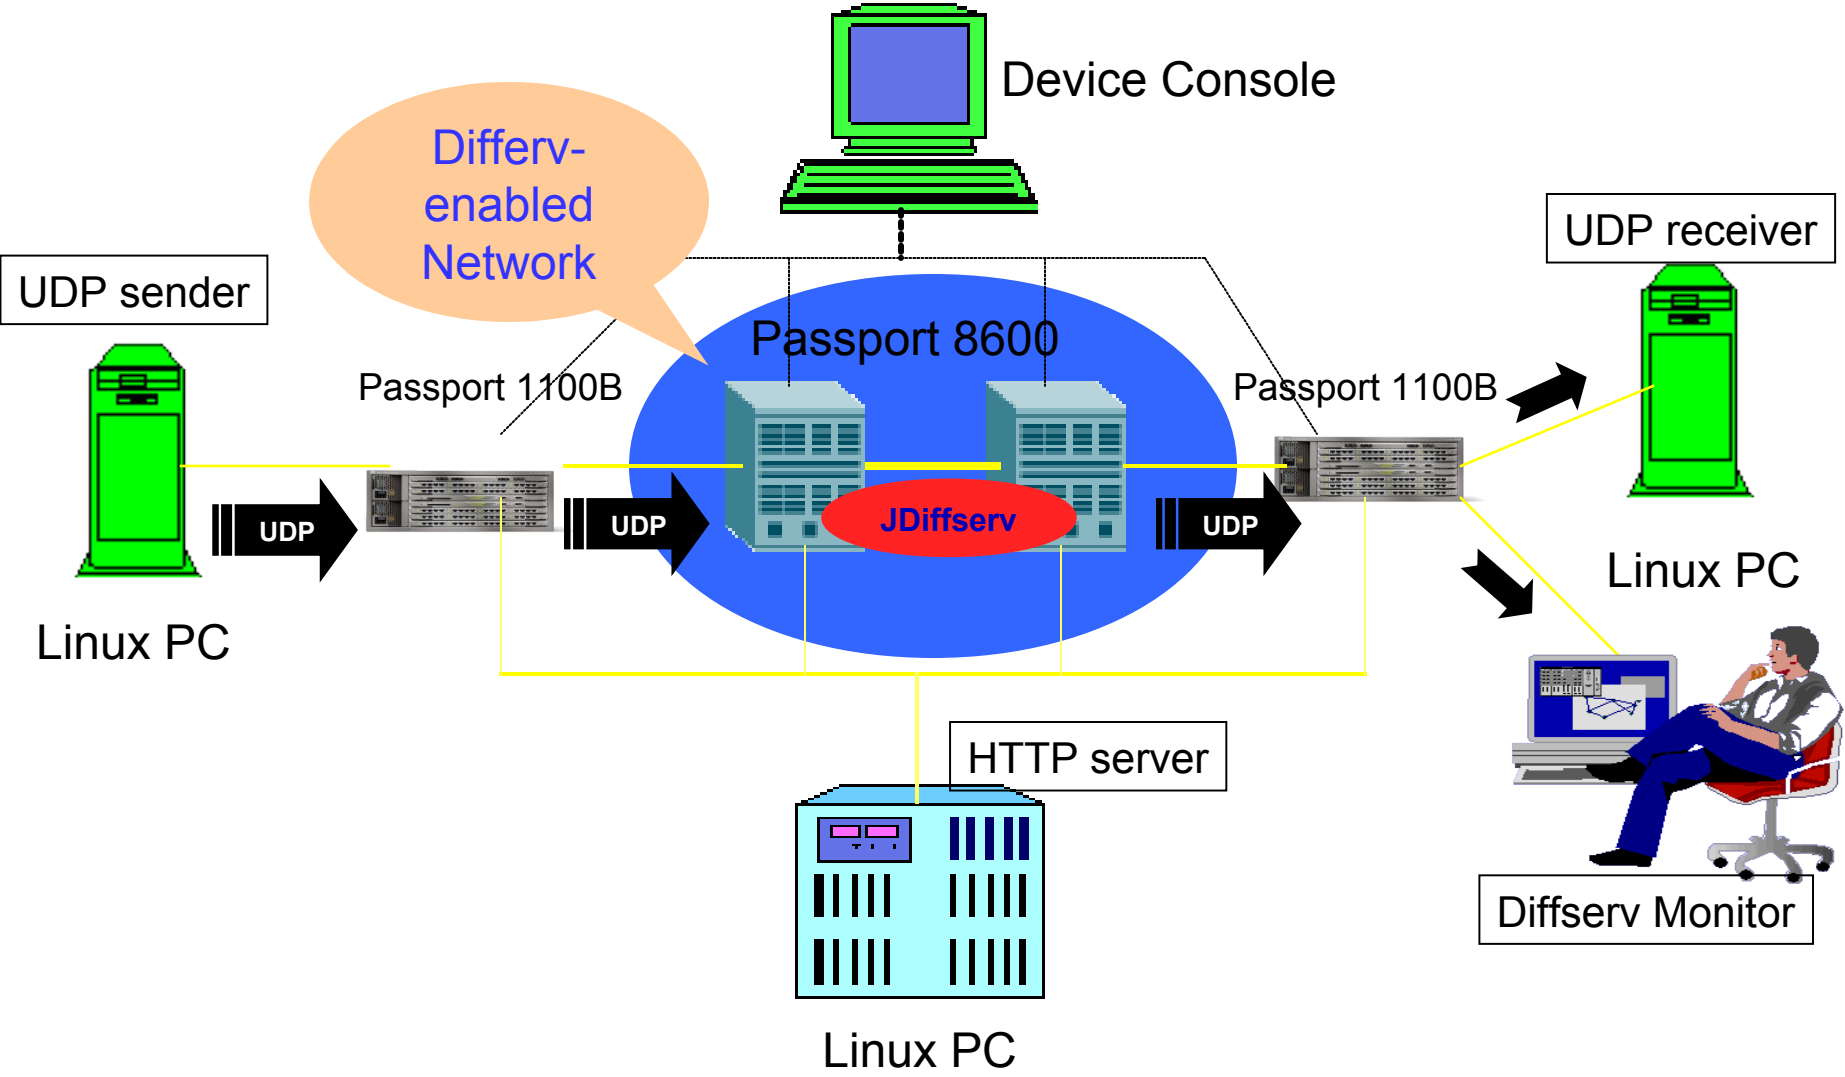 Device Console
Differv-
enabled
Network
UDP receiver
UDP sender
Passport 8600
Passport 1100B
Passport 1100B
UDP
UDP
JDiffserv
UDP
Linux PC
Linux PC
HTTP server
Diffserv Monitor
Linux PC